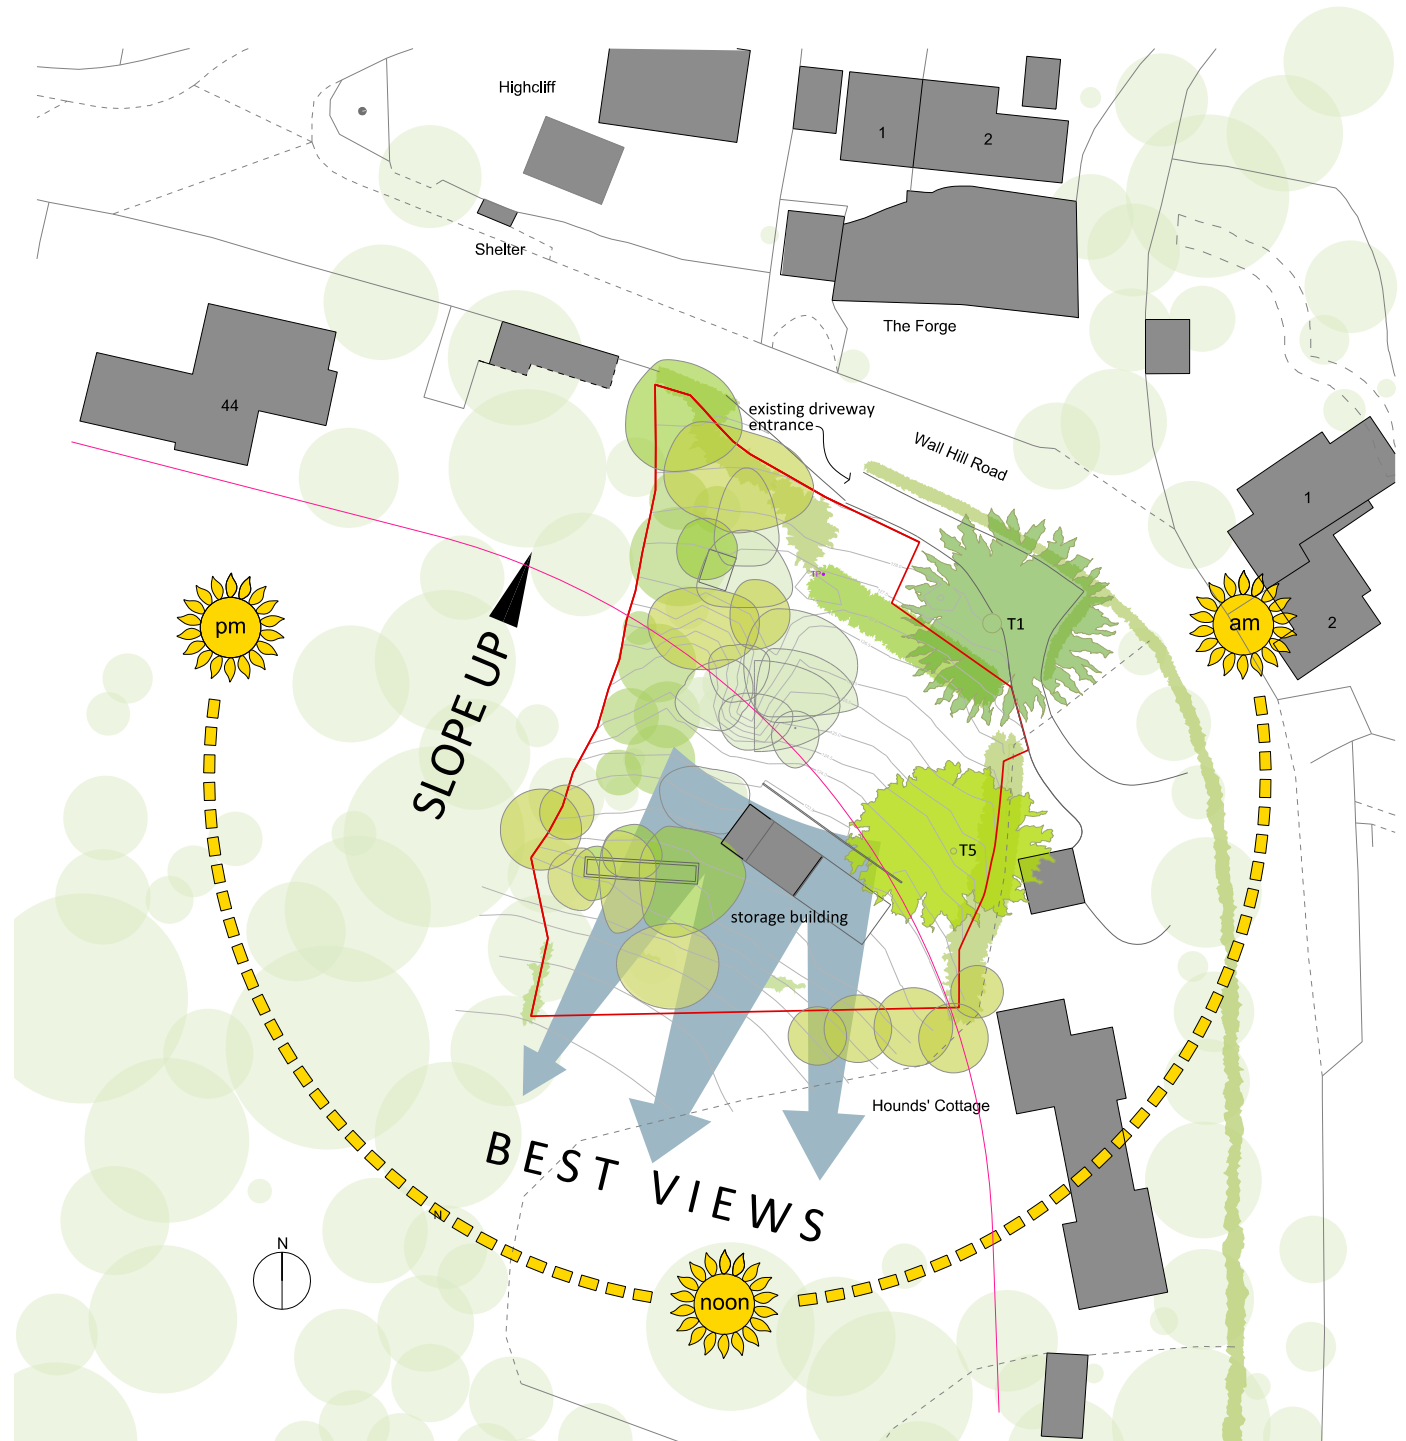 Highcliff
1
2
Shelter
The Forge
44
existing driveway
entrance
Wall Hill Road
1
TP
pm
am
T1
2
SLOPE UP
T5
storage building
Hounds' Cottage
BEST VIEWS
N
N
noon